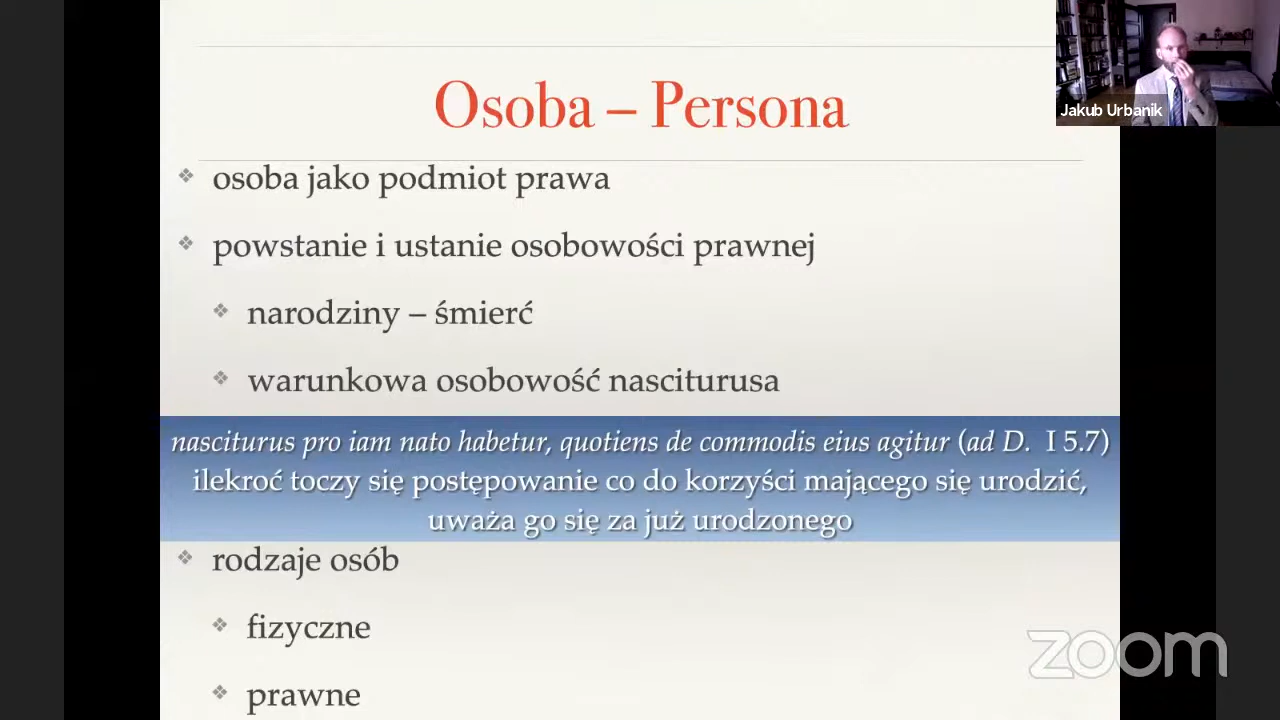 Osoba – Persona
Jakub Urbanik
osoba jako podmiot prawa
powstanie i ustanie osobowości prawnej
narodziny – śmierć
warunkowa osobowość nasciturusa
nasciturus pro iam nato habetur, quotiens de commodis eius agitur (ad D. I 5.7)
ilekroć toczy się postępowanie co do korzyści mającego się urodzić,
uważa go się za już urodzonego
rodzaje osób
fizyczne
prawne
zoom